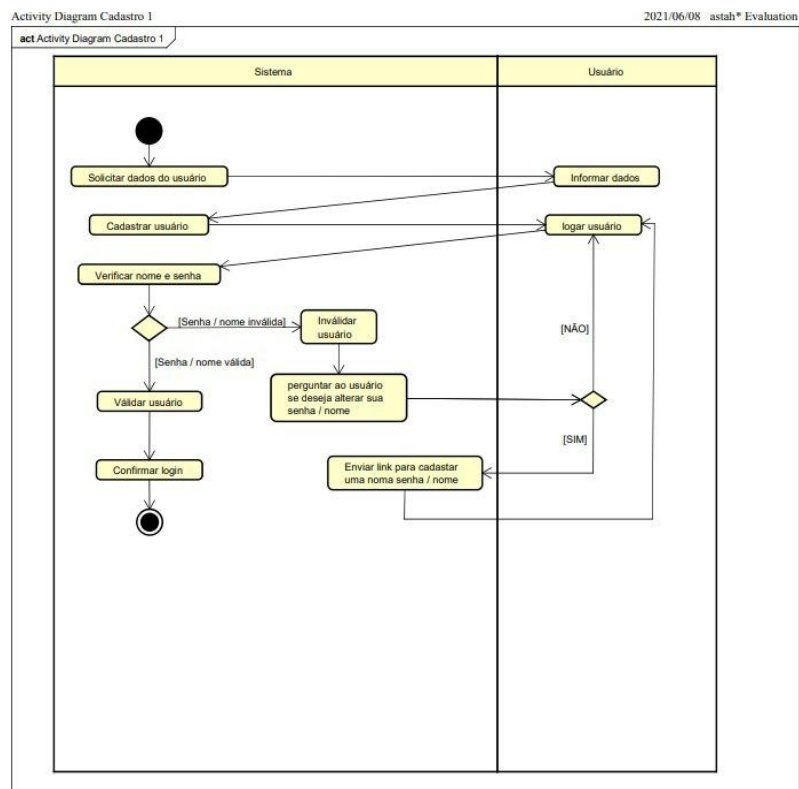 Activity Diagram Cadastro 1
2021/06/08 astah* Evaluation
act Activity Diagram Cadastro 1
Sistema
Usuário
Solicitar dados do usuário
Informar dados
Cadastrar usuário
logar usuário
Verificar nome e senha
[Senha / nome inválida]
Inválidar
usuário
[NÃO]
[Senha / nome válida]
perguntar ao usuário
se deseja alterar sua
senha / nome
Válidar usuário
[SIM]
Confirmar login
Enviar link para cadastar
uma noma senha / nome